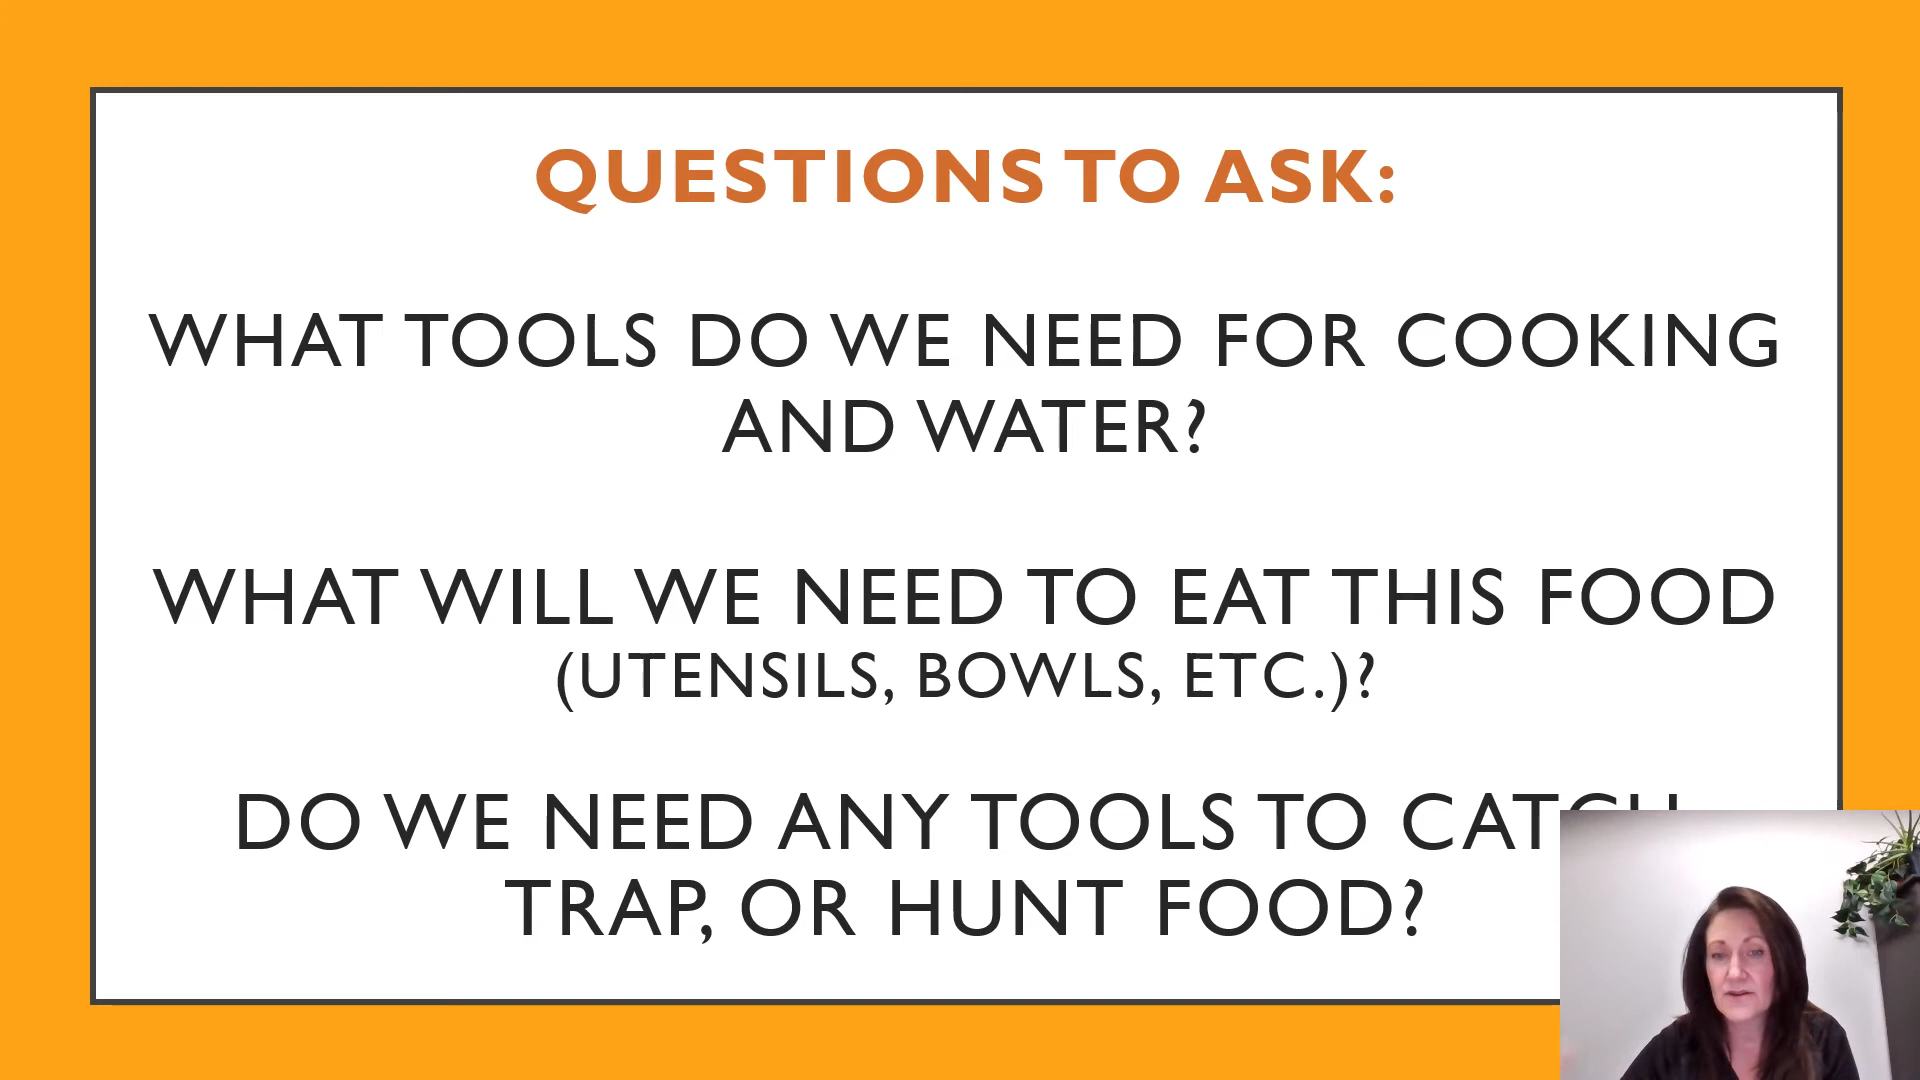 QUESTIONS TO ASK:
WHAT TOOLS DO WE NEED FOR COOKING
AND WATER?
WHAT WILL WE NEED TO EAT THIS FOOD
(UTENSILS, BOWLS, ETC.)?
DO WE NEED ANY TOOLS TO CATCH
TRAP, OR HUNT FOOD?